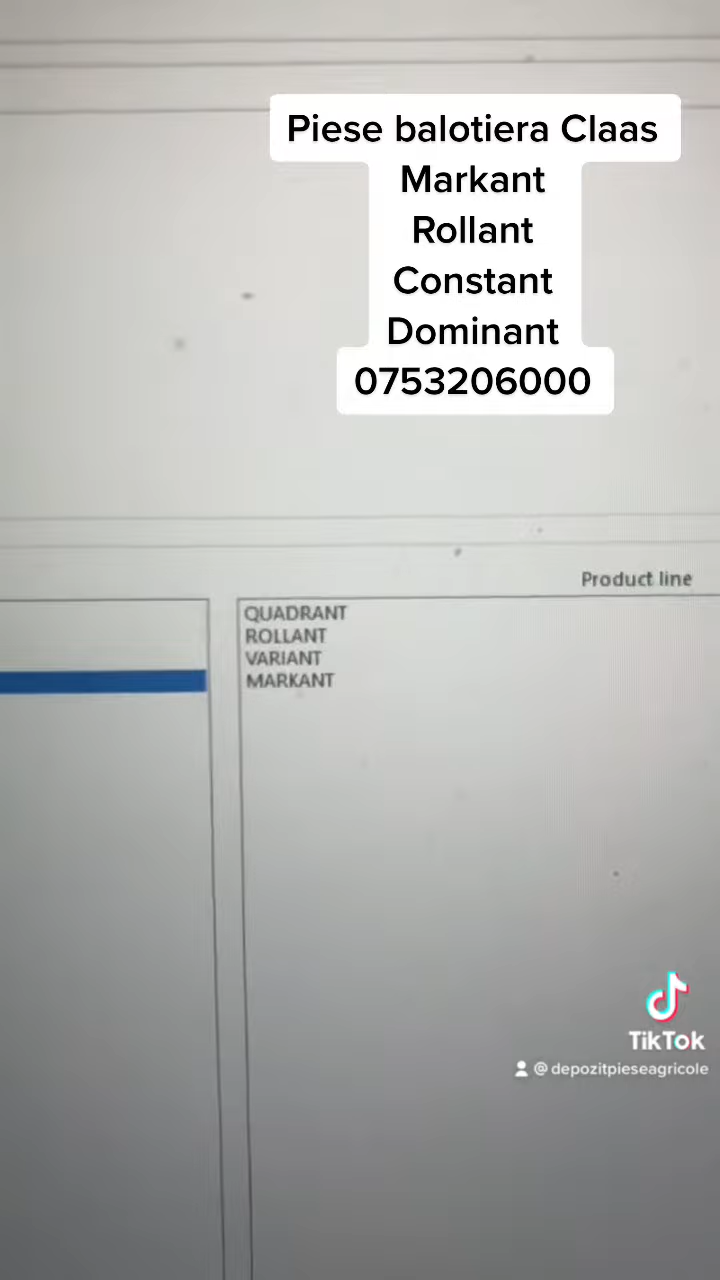 Piese balotiera Claas
Markant
Rollant
Constant
Dominant
0753206000
Product line
QUADRANT
ROLLANT
VARIANT
MARKANT
TikTok
@depozitpieseagricole